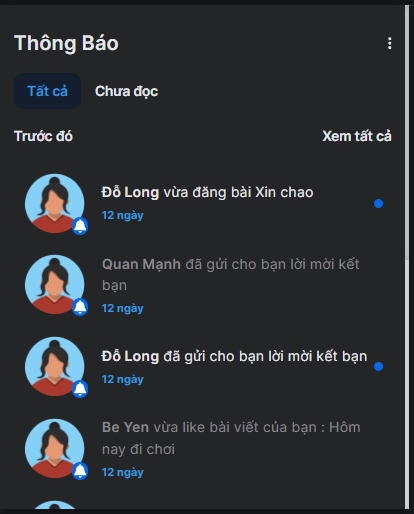 Thông Báo
Tất cả
Chưa đọc
Trước đó
Xem tất cả
Đỗ Long vừa đăng bài Xin chao
12 ngày
Quan Mạnh đã gửi cho bạn lời mời kết
bạn
12 ngày
Đỗ Long đã gửi cho bạn lời mời kết bạn
12 ngày
Be Yen vừa like bài viết của bạn : Hôm
nay đi chơi
12 ngày